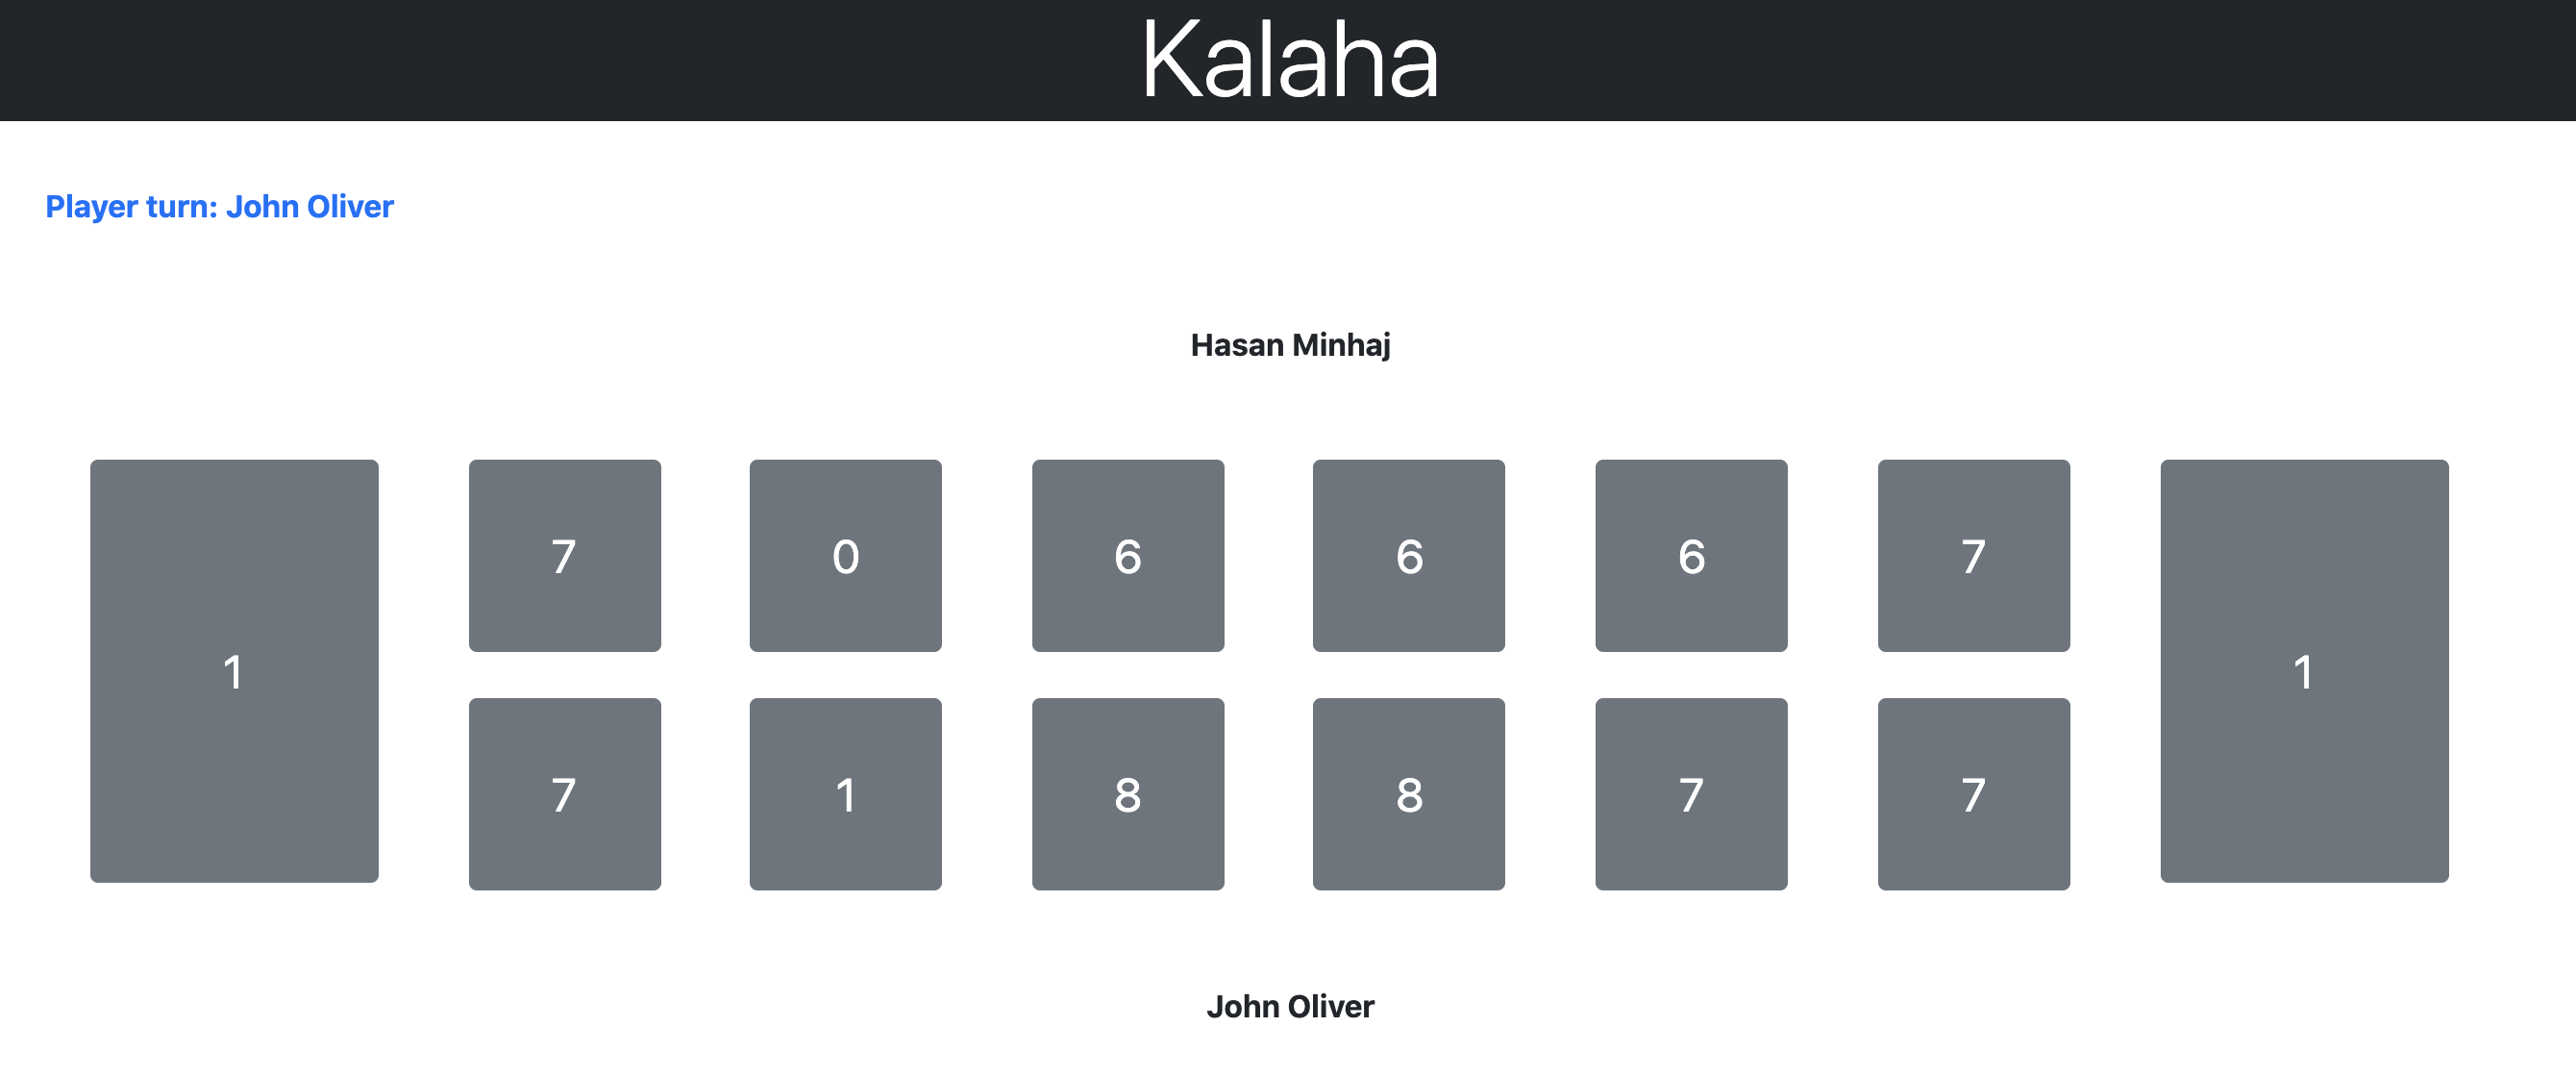 Kalaha
Player turn: John Oliver
Hasan Minhaj
7 0 6 6 6 7
1 1
7 1 8 8 7 7
John Oliver